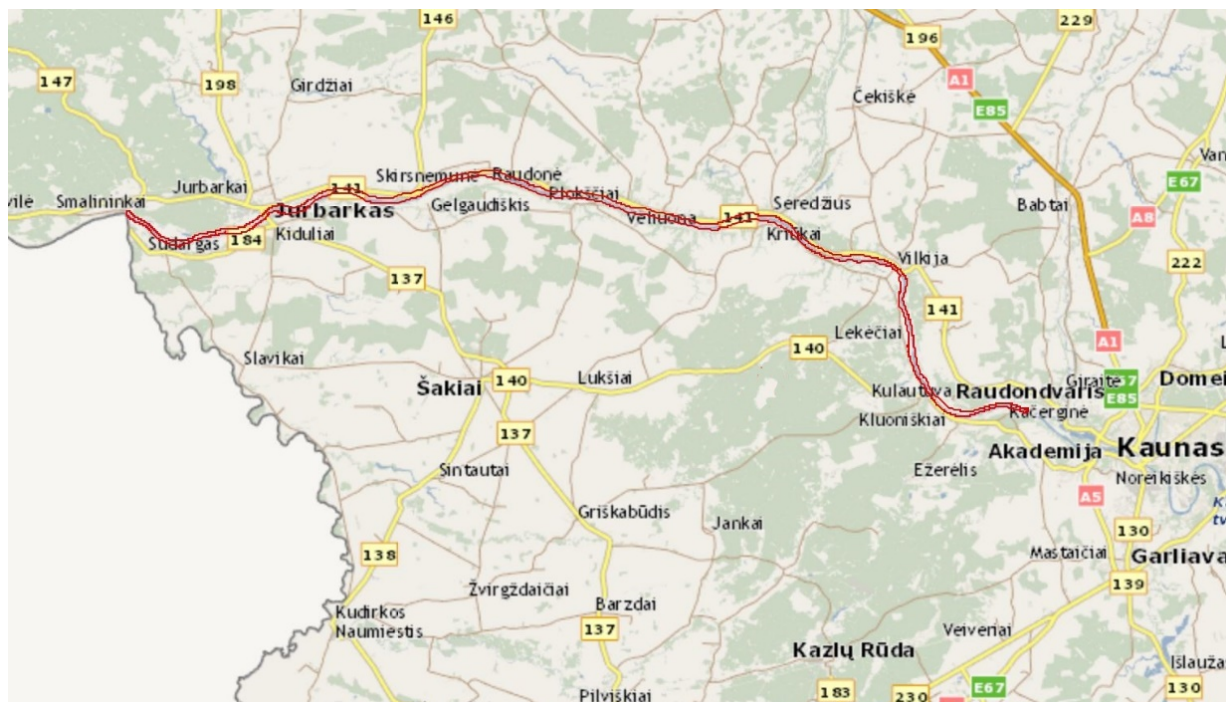 146
229
196
147
198
Girdžiai
A1
Čekiškė
E85
Van
E67
Skirsnemunė
Raudonė
Jurbarkai
141
vilė
Smalininkai
Plokščiai
Jurbarkas
Gelgaudiškis
Veliuona
141
Seredžius
Babtai
A8
Sudargas
184
Kiduliai
Kriūkai
Vilkija
222
137
141
Lekėčiai
A1
Slavikai
140
Šakiai
140
Lukšiai
Kulautuva
Raudondvaris
Giraitė
E85
Domei
Kačerginė
Kluoniškiai
137
Akademija
Kaunas
Sintautai
Ežerėlis
Noreikiškės
A5
Griškabūdis
Jankai
130
138
Mastaičiai
Garliava
Žvirgždaičiai
139
Barzdai
Kudirkos
Naumiestis
137
Veiveriai
Kazlų Rūda
Išlauža
Pilviškiai
183
230
E67
130